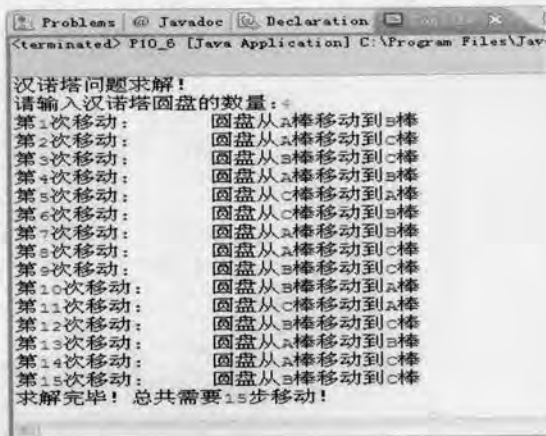 Problems @ Javadoc Declaration
<terminated> P10_6 [Java Application] C:\Program Files\Jav
汉诺塔问题求解!
请输入汉诺塔圆盘的数量:4
第1次移动: 圆盘从A棒移动到B棒
第2次移动: 圆盘从A棒移动到C棒
第3次移动: 圆盘从B棒移动到C棒
第4次移动: 圆盘从A棒移动到B棒
第5次移动: 圆盘从C棒移动到A棒
第6次移动: 圆盘从C棒移动到B棒
第7次移动: 圆盘从A棒移动到B棒
第8次移动: 圆盘从A棒移动到C棒
第9次移动: 圆盘从B棒移动到C棒
第10次移动: 圆盘从B棒移动到A棒
第11次移动: 圆盘从C棒移动到A棒
第12次移动: 圆盘从B棒移动到C棒
第13次移动: 圆盘从A棒移动到B棒
第14次移动: 圆盘从A棒移动到C棒
第15次移动: 圆盘从B棒移动到C棒
求解完毕! 总共需要15步移动!